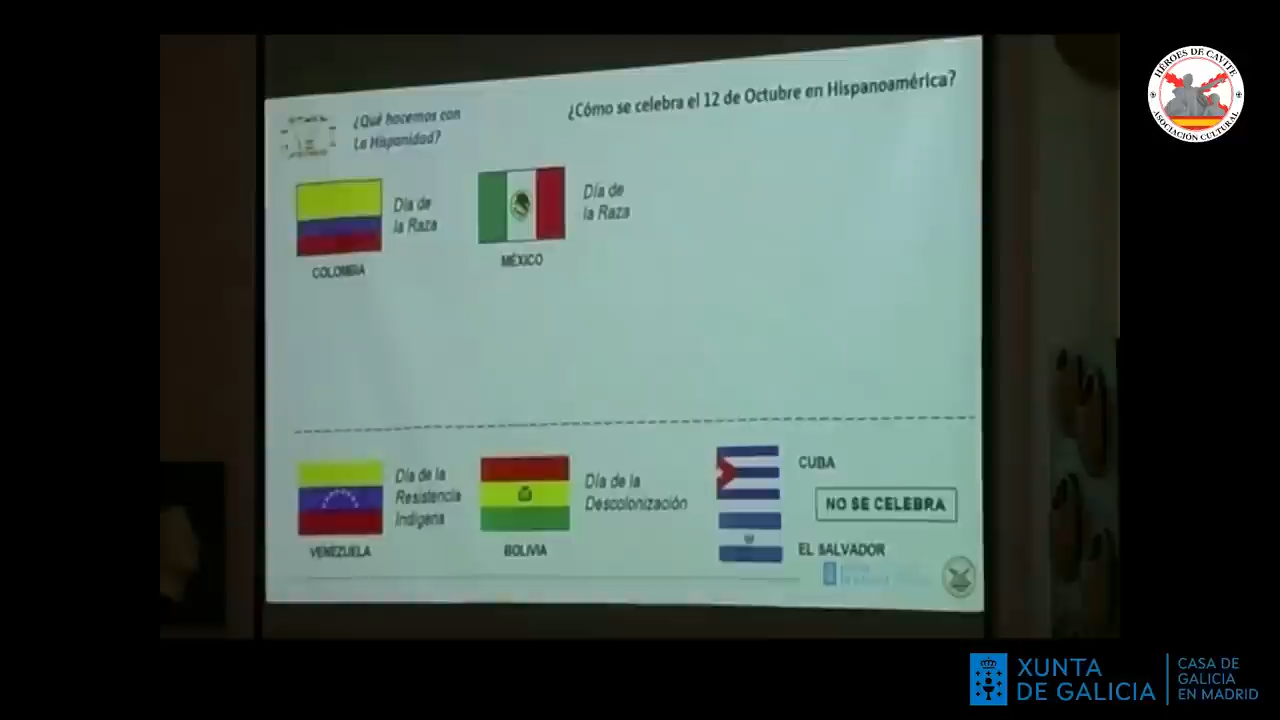 ¿Qué hacemos con
La Hispanidad?
¿Cómo se celebra el 12 de Octubre en Hispanoamérica?
Día de
la Raza
COLOMBIA
Día de
la Raza
MÉXICO
Día de la
Resistencia
Indígena
VENEZUELA
Día de la
Descolonización
BOLIVIA
CUBA
NO SE CELEBRA
EL SALVADOR
HÉROES DE CAVITE
ASOCIACIÓN CULTURAL
XUNTA
DE GALICIA
CASA DE
GALICIA
EN MADRID